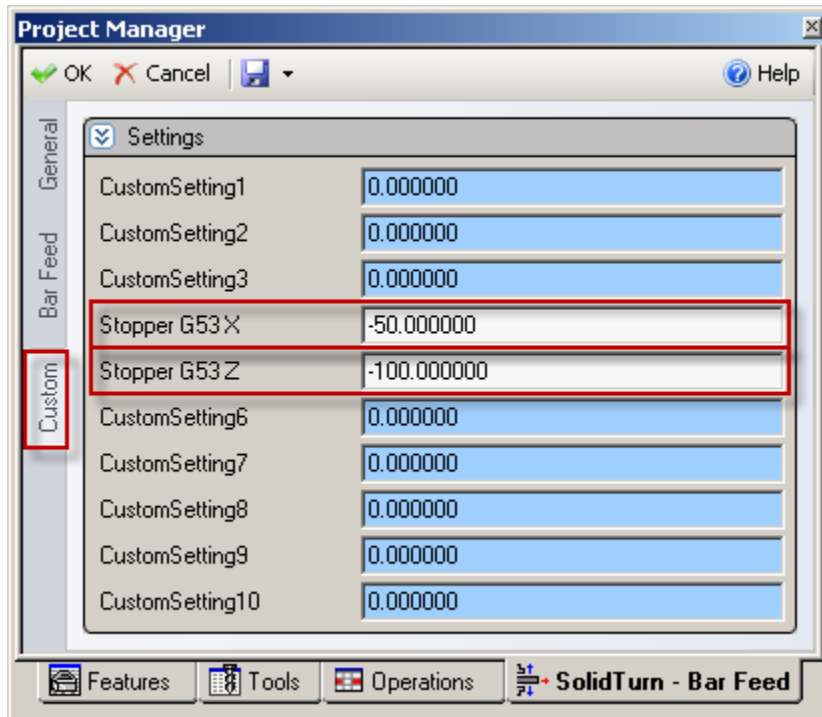 Project Manager
OK Cancel Help
General
Bar Feed
Custom
Settings
CustomSetting1 0.000000
CustomSetting2 0.000000
CustomSetting3 0.000000
Stopper G53 X -50.000000
Stopper G53 Z -100.000000
CustomSetting6 0.000000
CustomSetting7 0.000000
CustomSetting8 0.000000
CustomSetting9 0.000000
CustomSetting10 0.000000
Features Tools Operations SolidTurn - Bar Feed